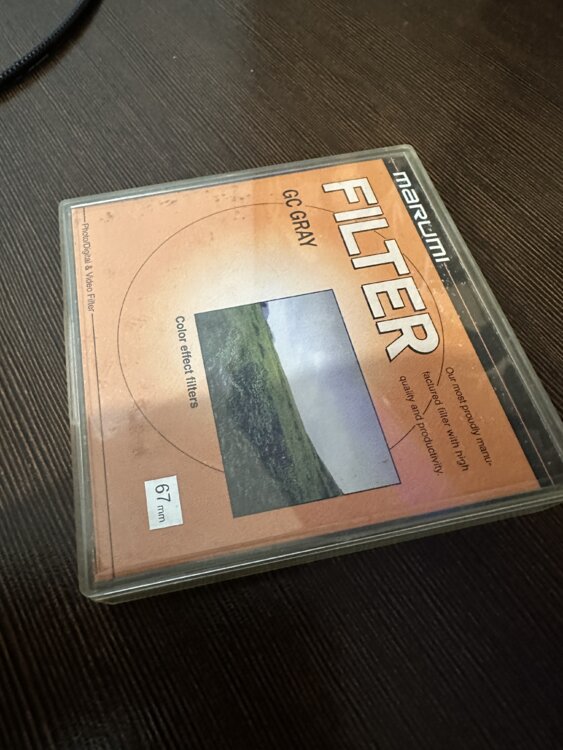 marumi
FILTER
GC GRAY
Our most proudly manu-
factured filter with high
quality and productivity.
Color effect filters
67 mm
Photo/Digital & Video Filter